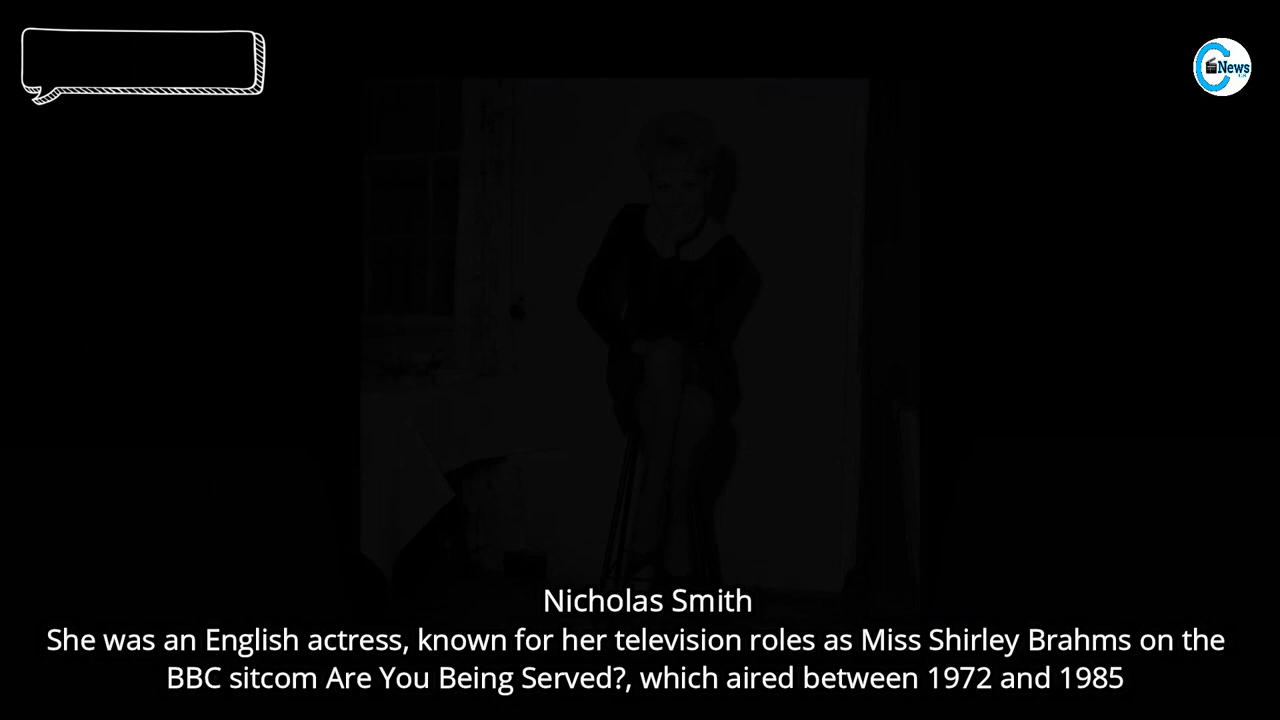 News
Nicholas Smith
She was an English actress, known for her television roles as Miss Shirley Brahms on the
BBC sitcom Are You Being Served?, which aired between 1972 and 1985